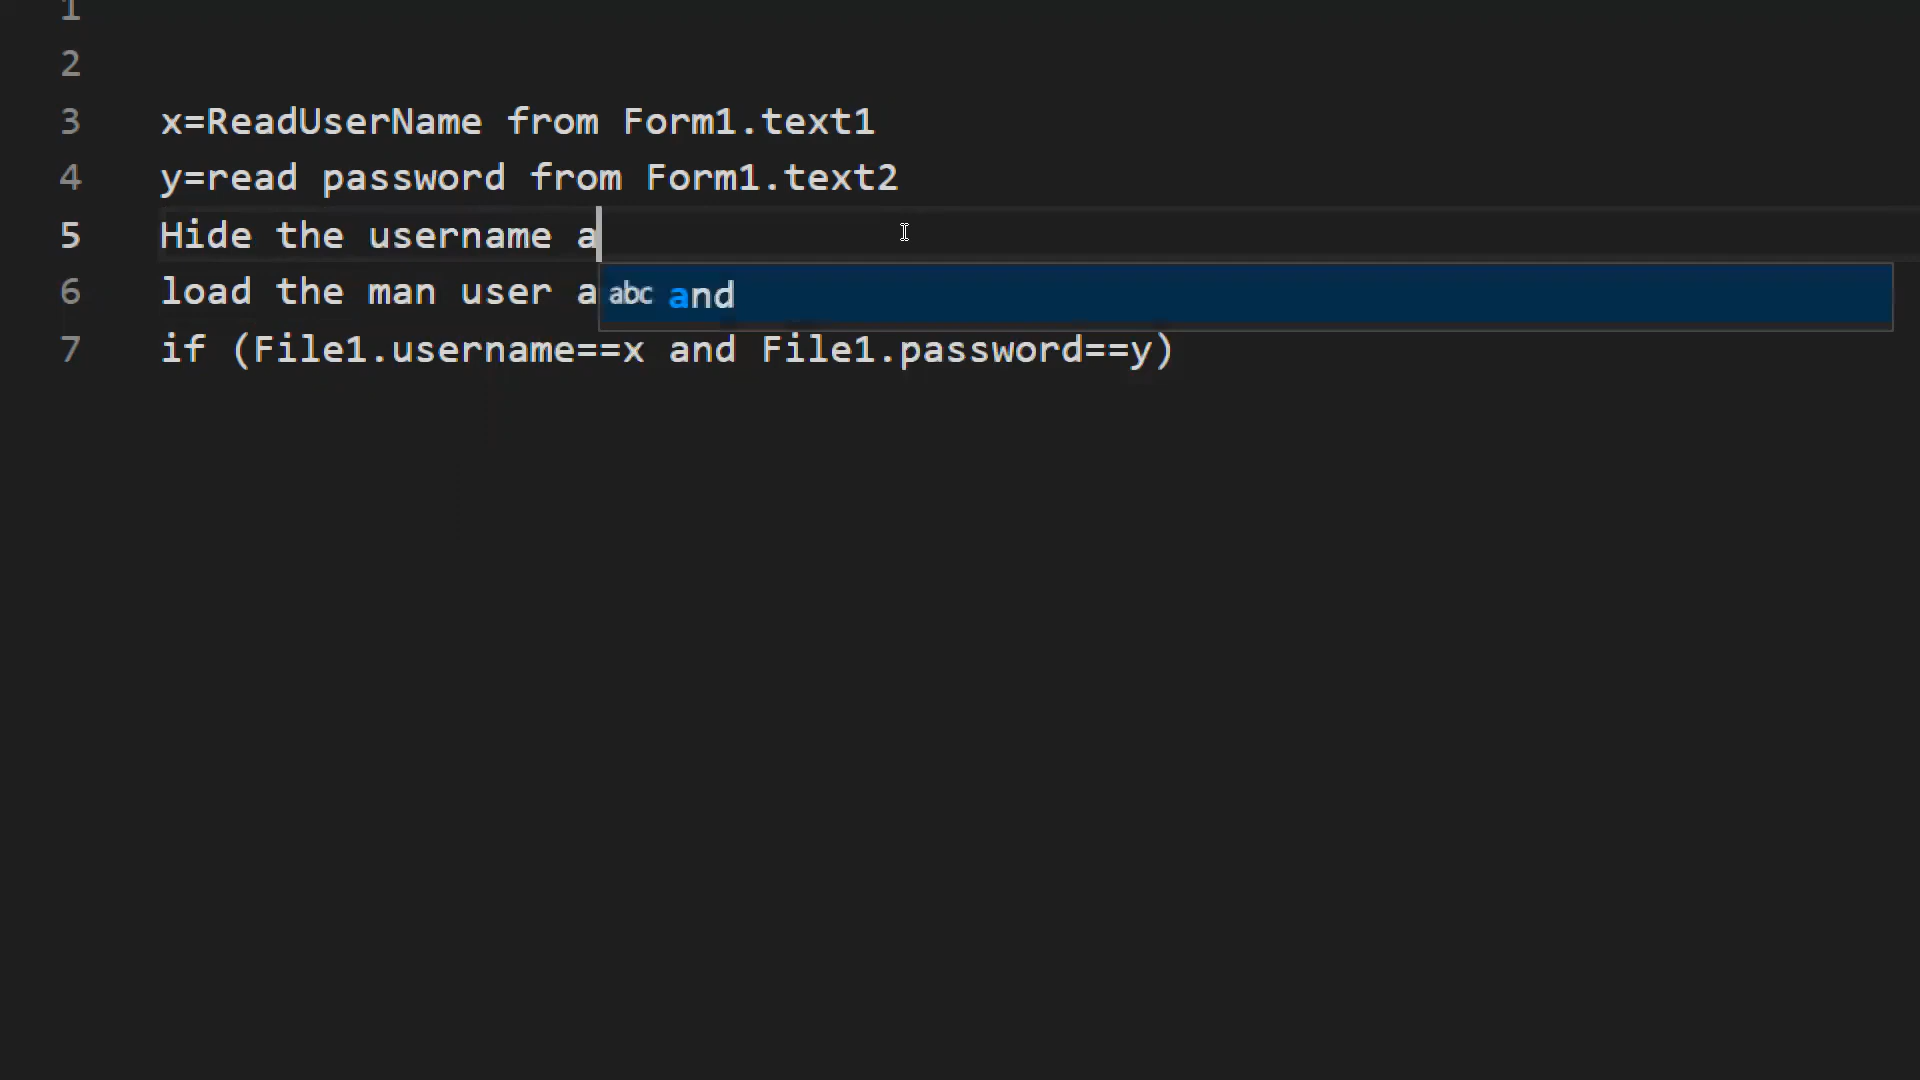 1
2
3 x=ReadUserName from Form1.text1
4 y=read password from Form1.text2
5 Hide the username a
6 load the man user a
abc and
7 if (File1.username==x and File1.password==y)